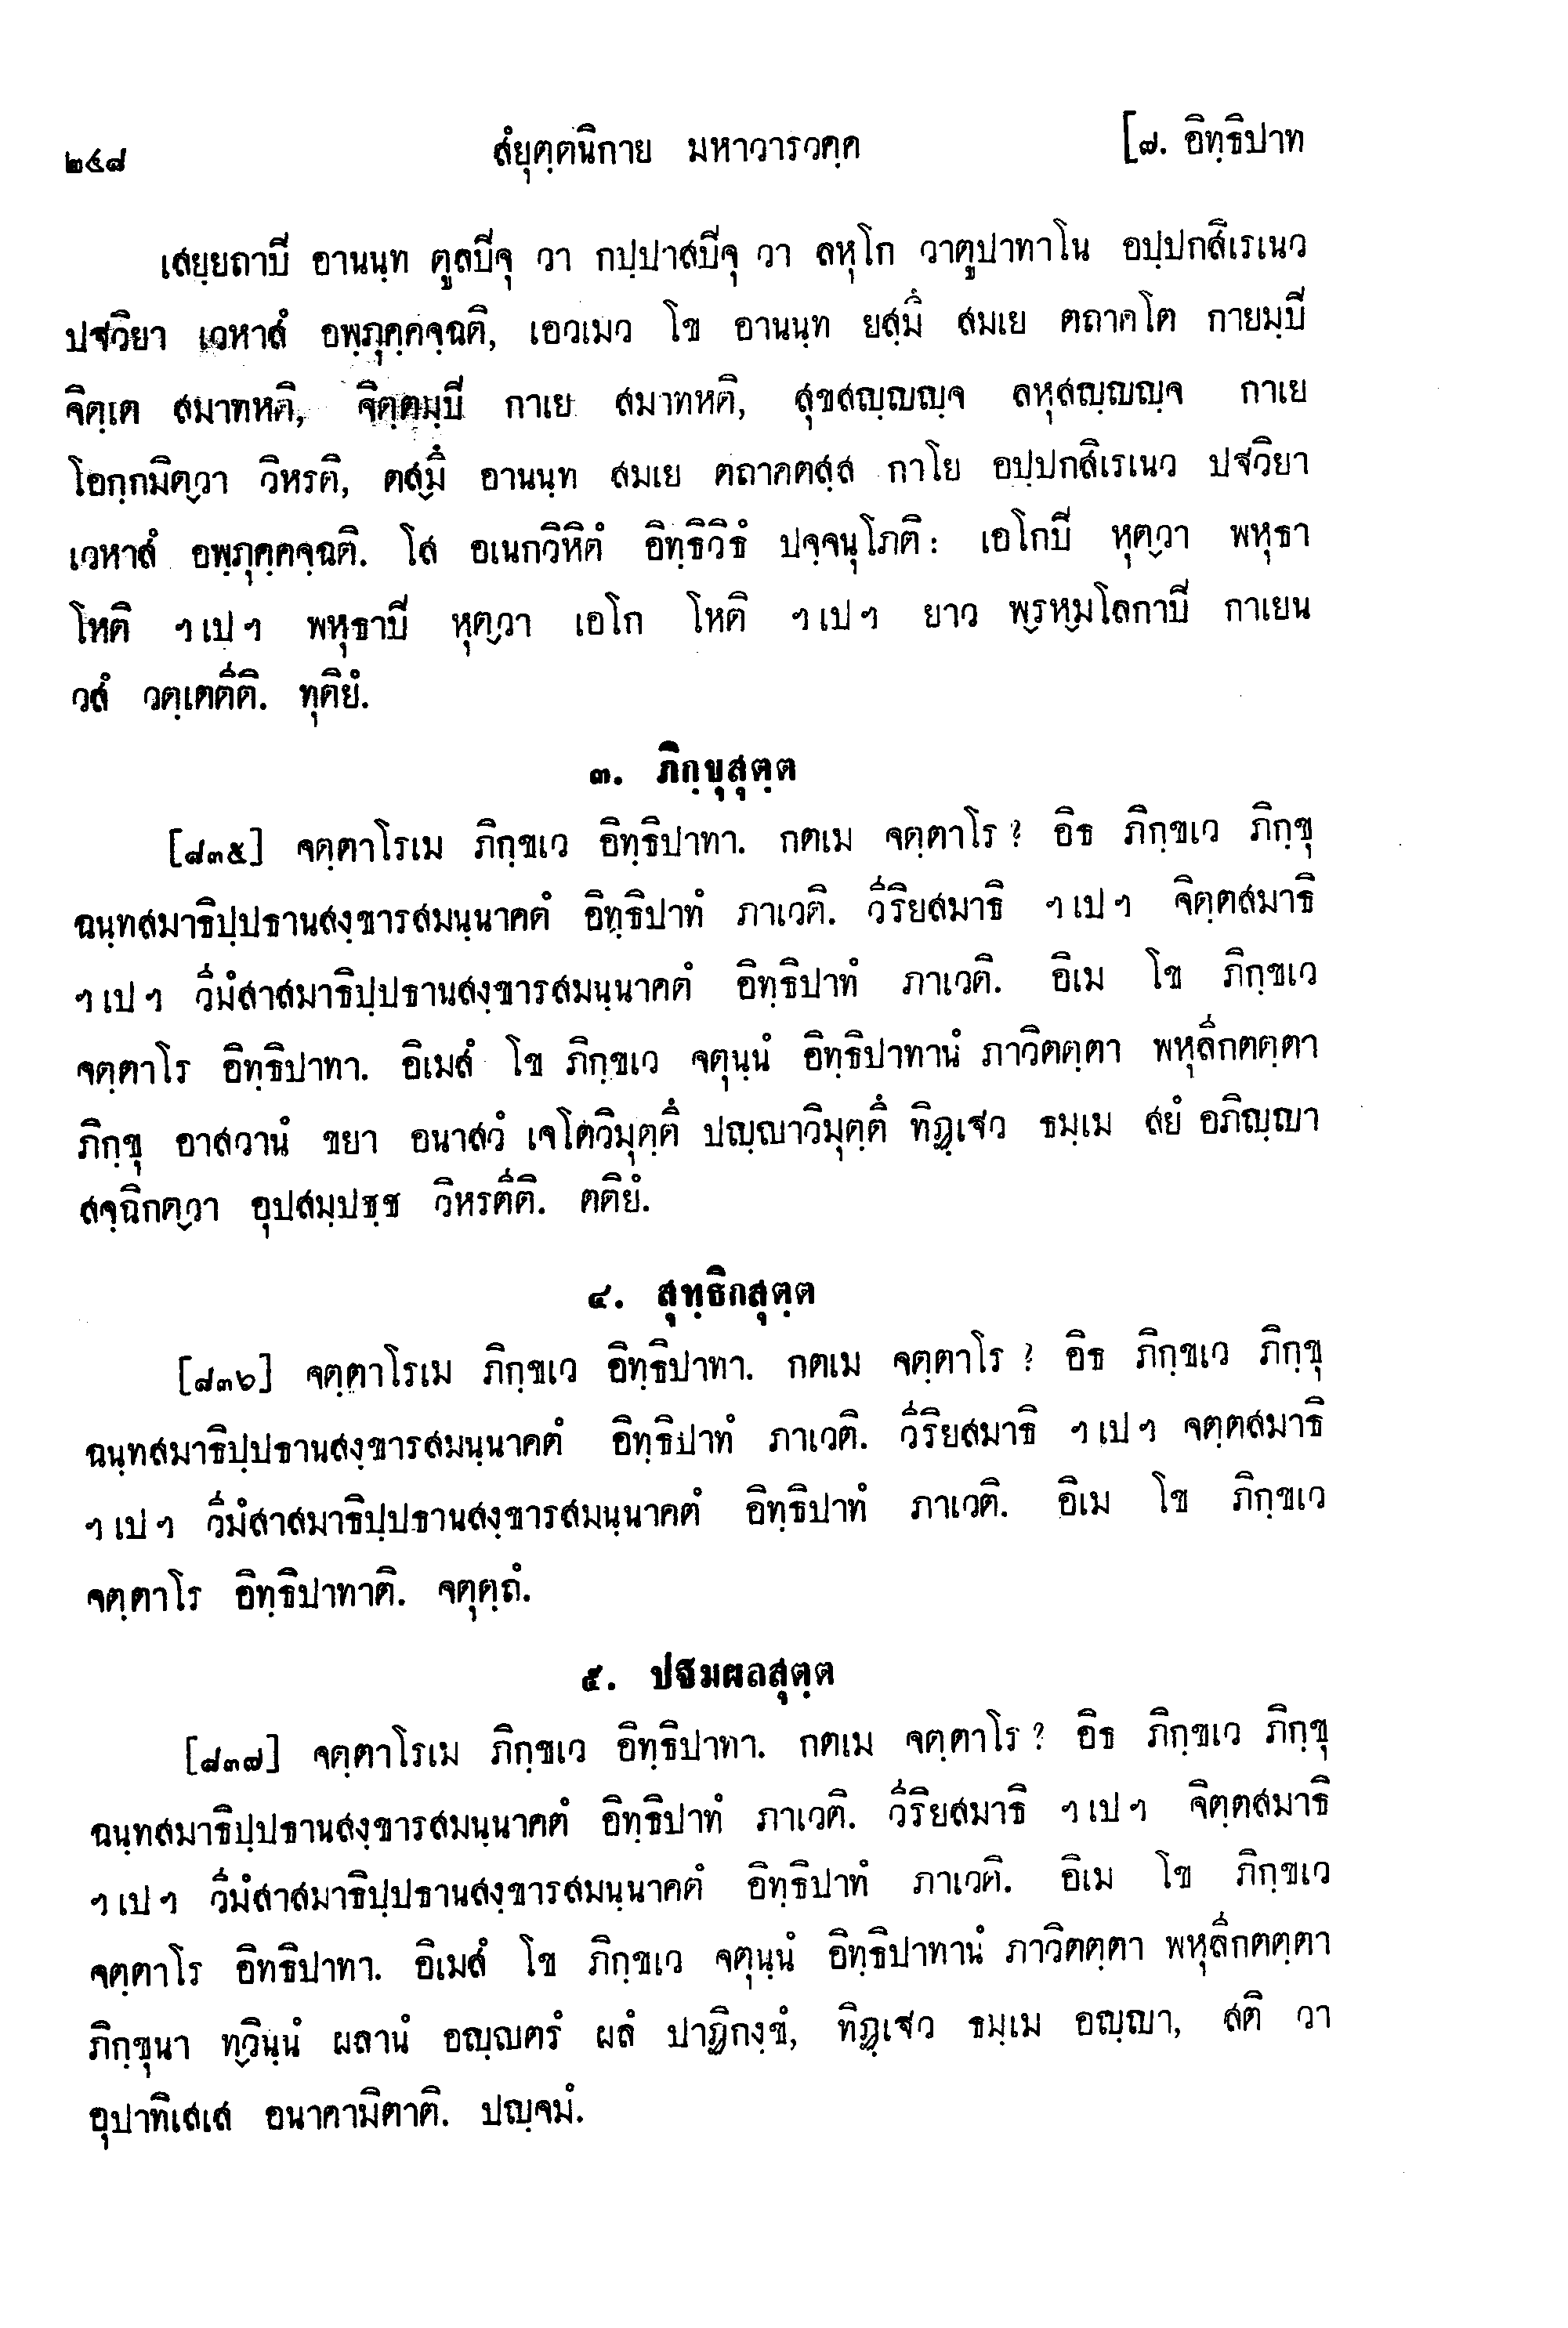 ๒๔๘ สํยุตฺตนิกาย มหาวารวคฺค [๗. อิทฺธิปาท
เสยฺยถาปิ อานนฺท ตูลปิจุ วา กปฺปาสปิจุ วา ลหุโก วาตูปาทาโน อปฺปกสิเรเนว
ปฐวิยา เวหาสํ อพฺภุคฺคจฺฉติ, เอวเมว โข อานนฺท ยสฺมึ สมเย ตถาคโต กายมฺปิ
จิตฺเต สมาทหติ, จิตฺตมฺปิ กาเย สมาทหติ, สุขสญฺญญฺจ ลหุสญฺญญฺจ กาเย
โอกฺกมิตฺวา วิหรติ, ตสฺมึ อานนฺท สมเย ตถาคตสฺส กาโย อปฺปกสิเรเนว ปฐวิยา
เวหาสํ อพฺภุคฺคจฺฉติ. โส อเนกวิหิตํ อิทฺธิวิธํ ปจฺจนุโภติ: เอโกปิ หุตฺวา พหุธา
โหติ ฯเปฯ พหุธาปิ หุตฺวา เอโก โหติ ฯเปฯ ยาว พฺรหฺมโลกาปิ กาเยน
วสํ วตฺเตตีติ. ทุติยํ.
๓. ภิกฺขุสุตฺต
[๘๓๕] จตฺตาโรเม ภิกฺขเว อิทฺธิปาทา. กตเม จตฺตาโร? อิธ ภิกฺขเว ภิกฺขุ
ฉนฺทสมาธิปฺปธานสงฺขารสมนฺนาคตํ อิทฺธิปาทํ ภาเวติ. วีริยสมาธิ ฯเปฯ จิตฺตสมาธิ
ฯเปฯ วีมํสาสมาธิปฺปธานสงฺขารสมนฺนาคตํ อิทฺธิปาทํ ภาเวติ. อิเม โข ภิกฺขเว
จตฺตาโร อิทฺธิปาทา. อิเมสํ โข ภิกฺขเว จตุนฺนํ อิทฺธิปาทานํ ภาวิตตฺตา พหุลีกตตฺตา
ภิกฺขุ อาสวานํ ขยา อนาสวํ เจโตวิมุตฺตึ ปญฺญาวิมุตฺตึ ทิฏฺเฐว ธมฺเม สยํ อภิญฺญา
สจฺฉิกตฺวา อุปสมฺปชฺช วิหรตีติ. ตติยํ.
๔. สุทฺธิกสุตฺต
[๘๓๖] จตฺตาโรเม ภิกฺขเว อิทฺธิปาทา. กตเม จตฺตาโร? อิธ ภิกฺขเว ภิกฺขุ
ฉนฺทสมาธิปฺปธานสงฺขารสมนฺนาคตํ อิทฺธิปาทํ ภาเวติ. วีริยสมาธิ ฯเปฯ จตฺตสมาธิ
ฯเปฯ วีมํสาสมาธิปฺปธานสงฺขารสมนฺนาคตํ อิทฺธิปาทํ ภาเวติ. อิเม โข ภิกฺขเว
จตฺตาโร อิทฺธิปาทาติ. จตุตฺถํ.
๕. ปฐมผลสุตฺต
[๘๓๗] จตฺตาโรเม ภิกฺขเว อิทฺธิปาทา. กตเม จตฺตาโร? อิธ ภิกฺขเว ภิกฺขุ
ฉนฺทสมาธิปฺปธานสงฺขารสมนฺนาคตํ อิทฺธิปาทํ ภาเวติ. วีริยสมาธิ ฯเปฯ จิตฺตสมาธิ
ฯเปฯ วีมํสาสมาธิปฺปธานสงฺขารสมนฺนาคตํ อิทฺธิปาทํ ภาเวติ. อิเม โข ภิกฺขเว
จตฺตาโร อิทธิปาทา. อิเมสํ โข ภิกฺขเว จตุนฺนํ อิทฺธิปาทานํ ภาวิตตฺตา พหุลีกตตฺตา
ภิกฺขุนา ทฺวินฺนํ ผลานํ อญฺญตรํ ผลํ ปาฏิกงฺขํ, ทิฏฺเฐว ธมฺเม อญฺญา, สติ วา
อุปาทิเสเส อนาคามิตาติ. ปญฺจมํ.